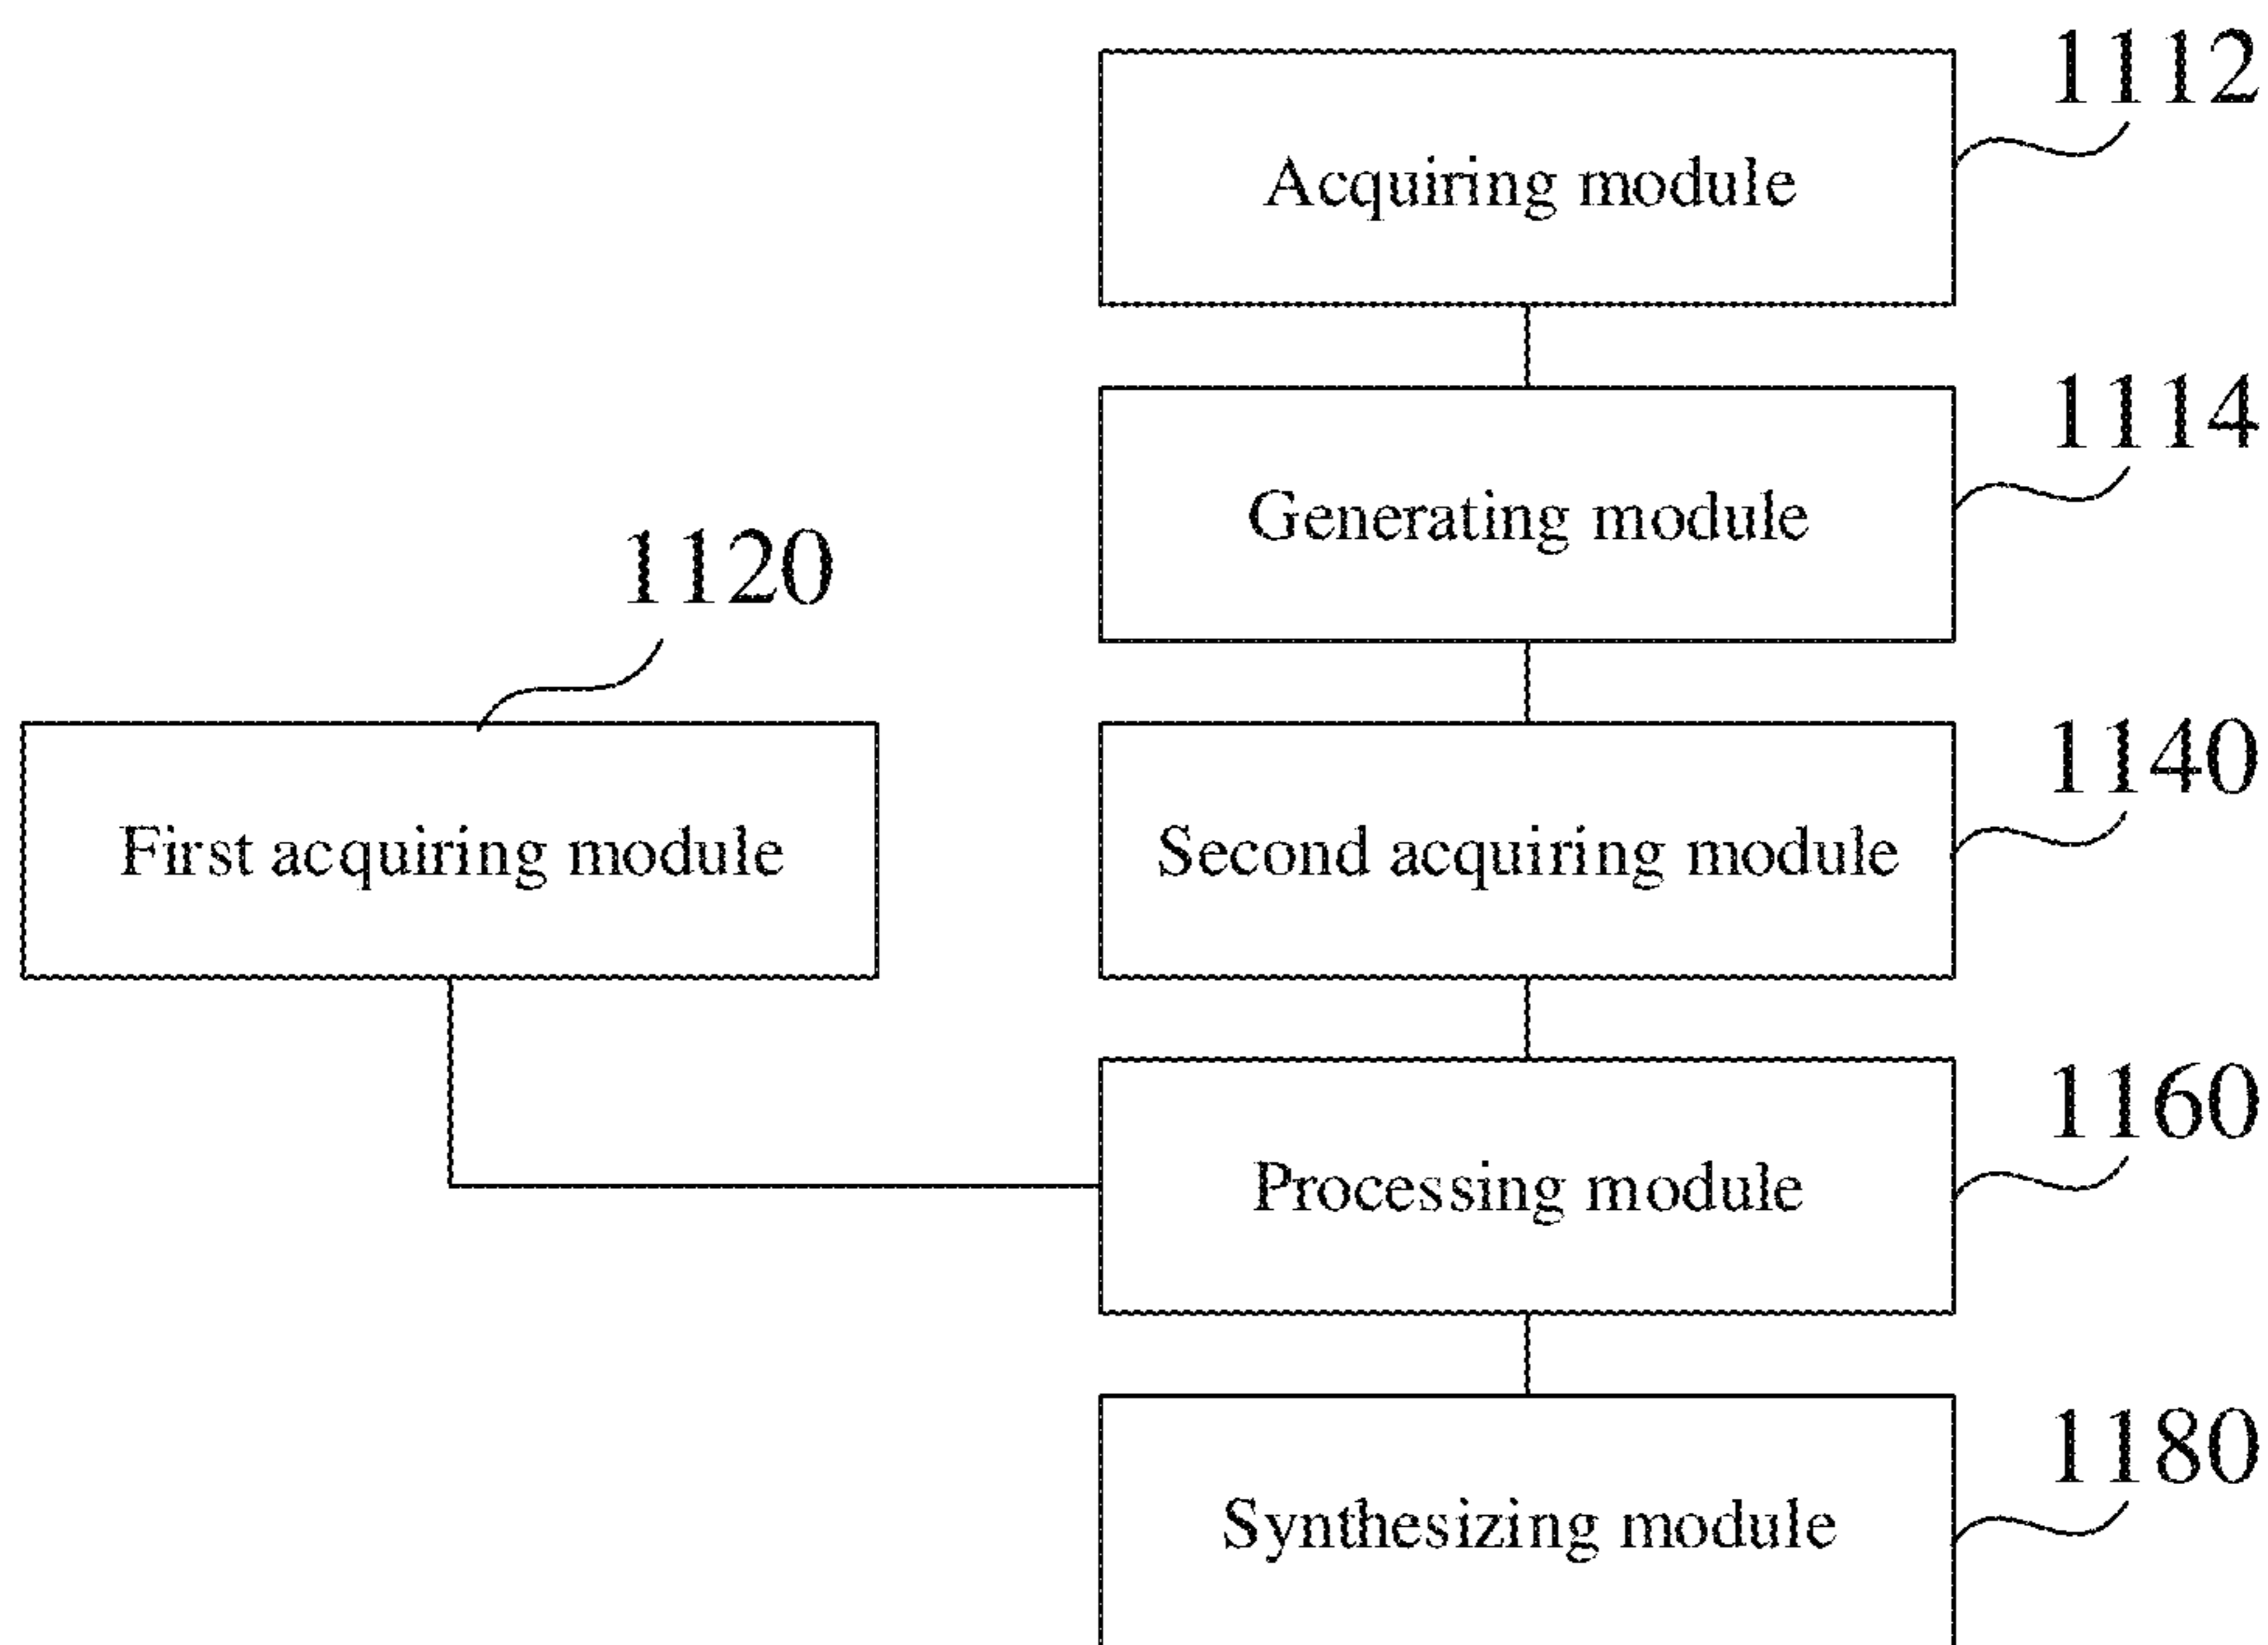 1112
Acquiring module
1114
Generating module
1120
1140
First acquiring module
Second acquiring module
1160
Processing module
1180
Synthesizing module